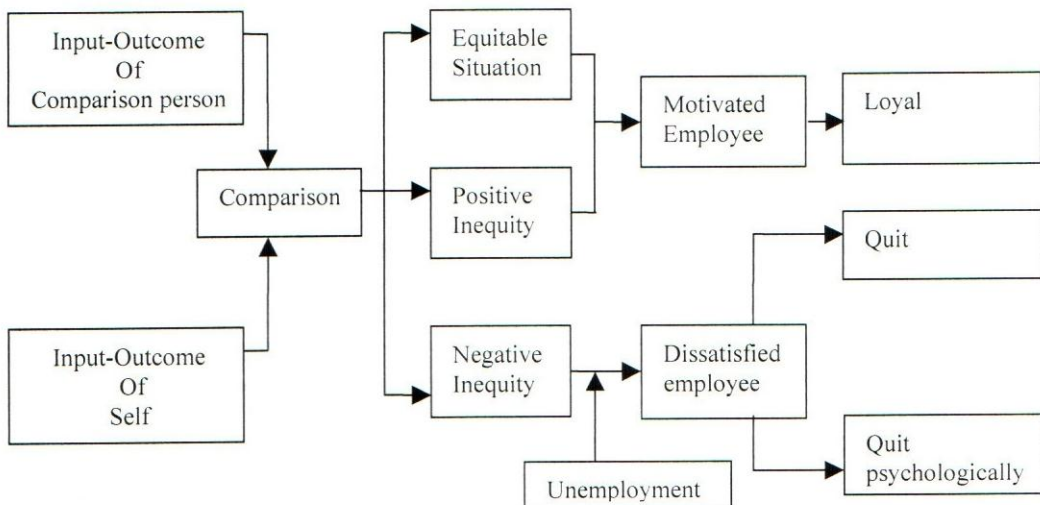 Input-Outcome
Of
Comparison person
Input-Outcome
Of
Self
Comparison
Equitable
Situation
Positive
Inequity
Negative
Inequity
Unemployment
Motivated
Employee
Dissatisfied
employee
Loyal
Quit
Quit
psychologically